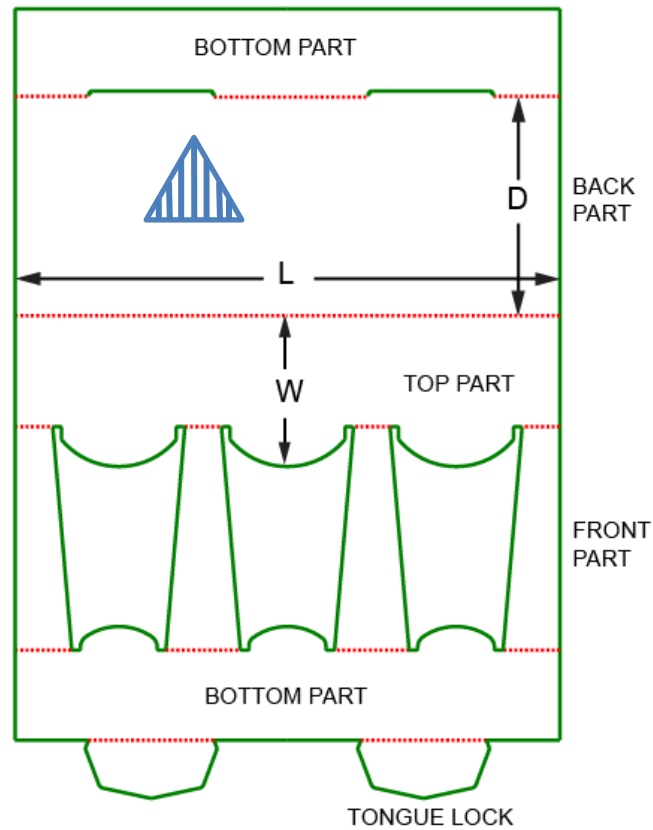 BOTTOM PART
D
BACK
PART
L
W
TOP PART
FRONT
PART
BOTTOM PART
TONGUE LOCK